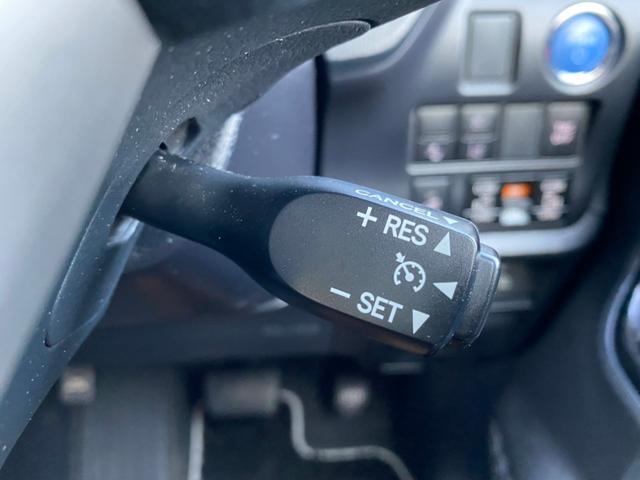 CANCEL
+ RES
– SET